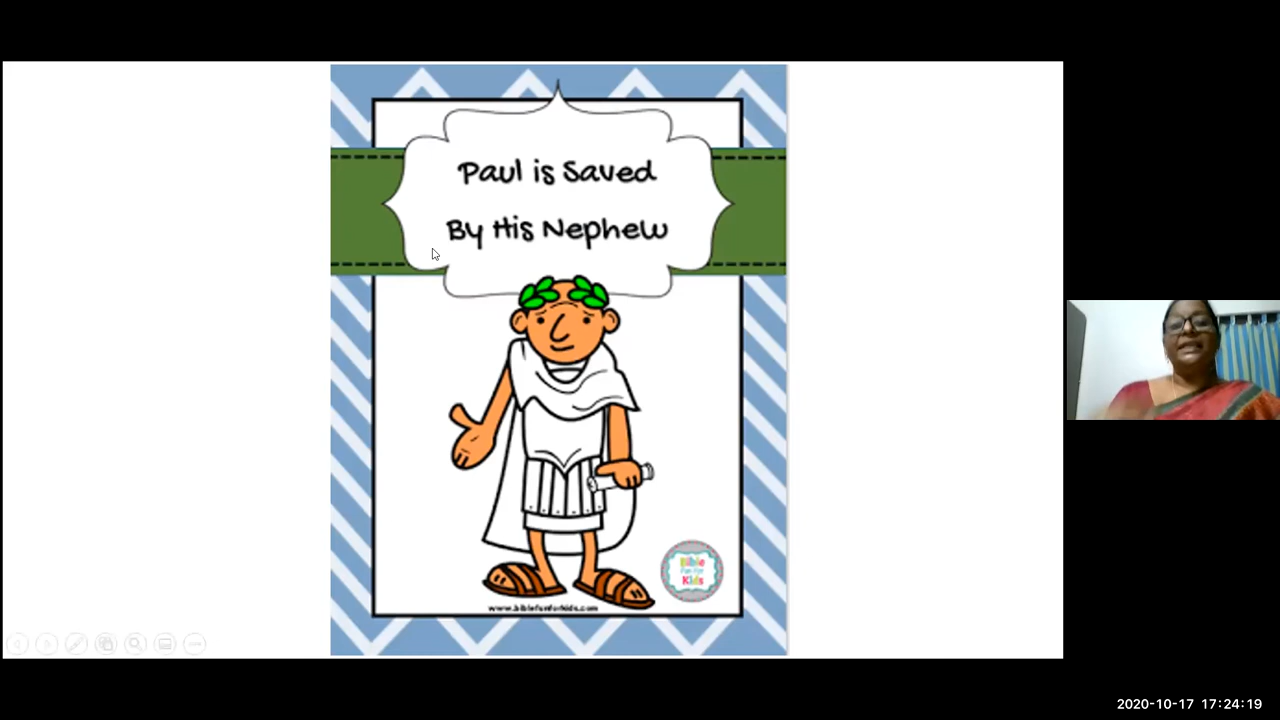 Paul is Saved
By His Nephew
Bible
Fun For
Kids
www.biblefunforkids.com
2020-10-17 17:24:19